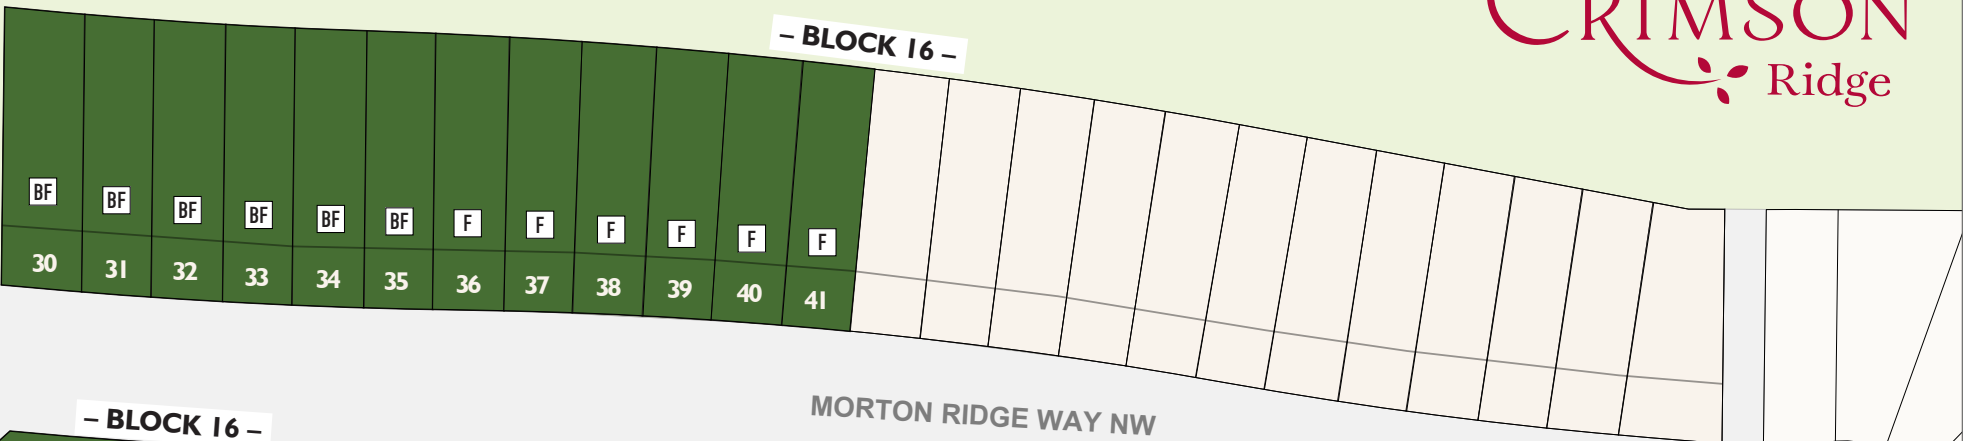 – BLOCK 16 –
CRIMSON
Ridge
BF BF BF BF BF BF F F F F F F
30 31 32 33 34 35 36 37 38 39 40 41
MORTON RIDGE WAY NW
– BLOCK 16 –